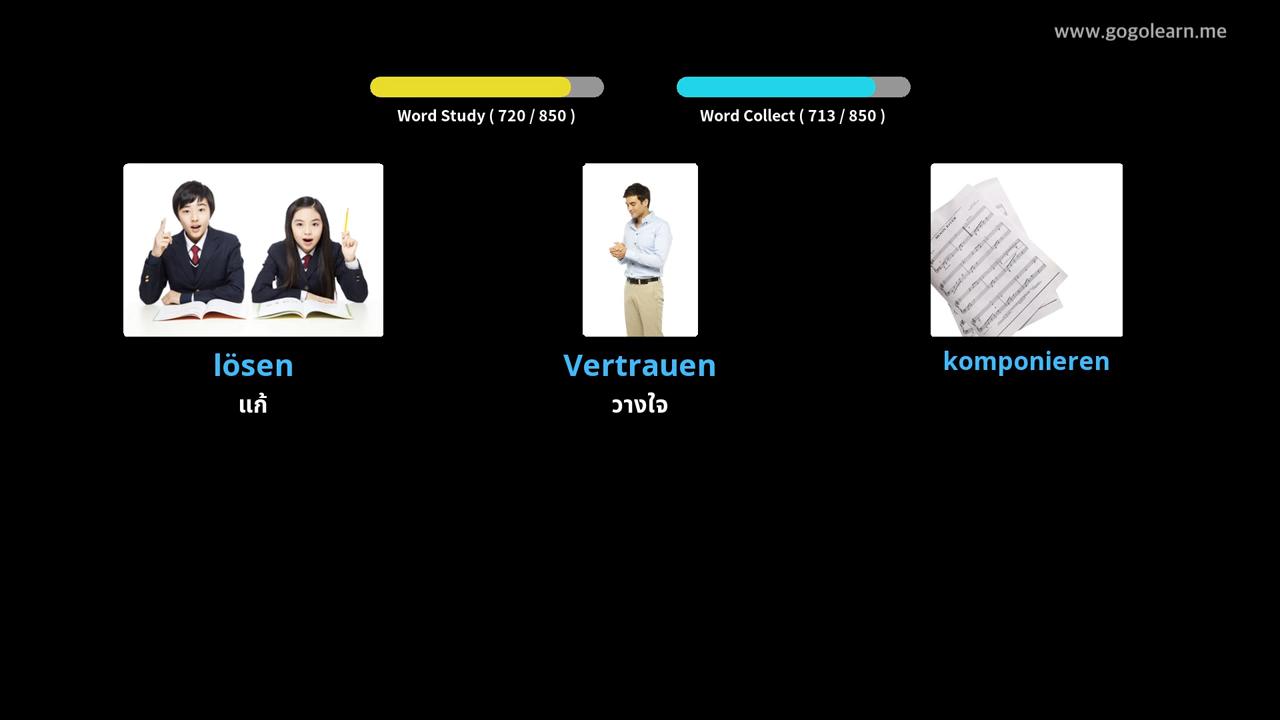 www.gogolearn.me
Word Study ( 720 / 850 )
Word Collect ( 713 / 850 )
lösen
แก้
Vertrauen
วางใจ
komponieren